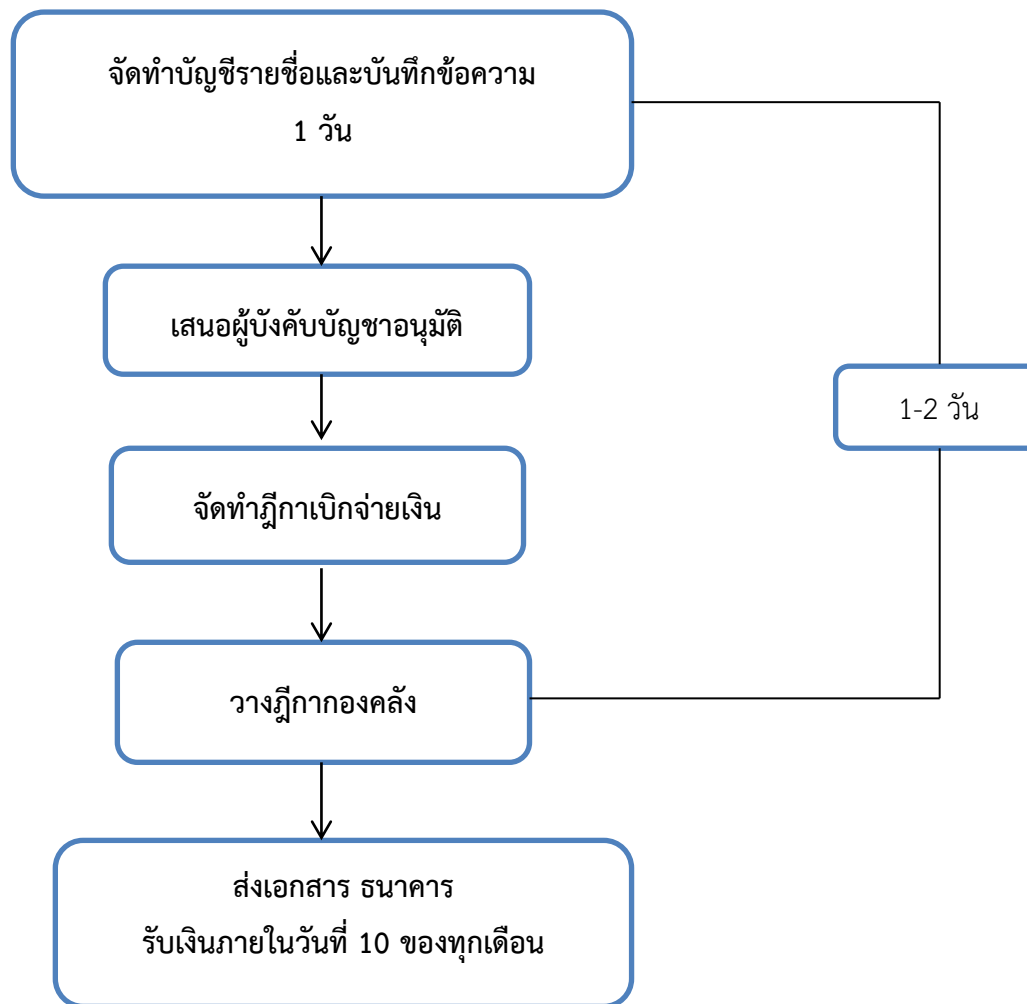 จัดทำบัญชีรายชื่อและบันทึกข้อความ
1 วัน
เสนอผู้บังคับบัญชาอนุมัติ
1-2 วัน
จัดทำฎีกาเบิกจ่ายเงิน
วางฎีกากองคลัง
ส่งเอกสาร ธนาคาร
รับเงินภายในวันที่ 10 ของทุกเดือน